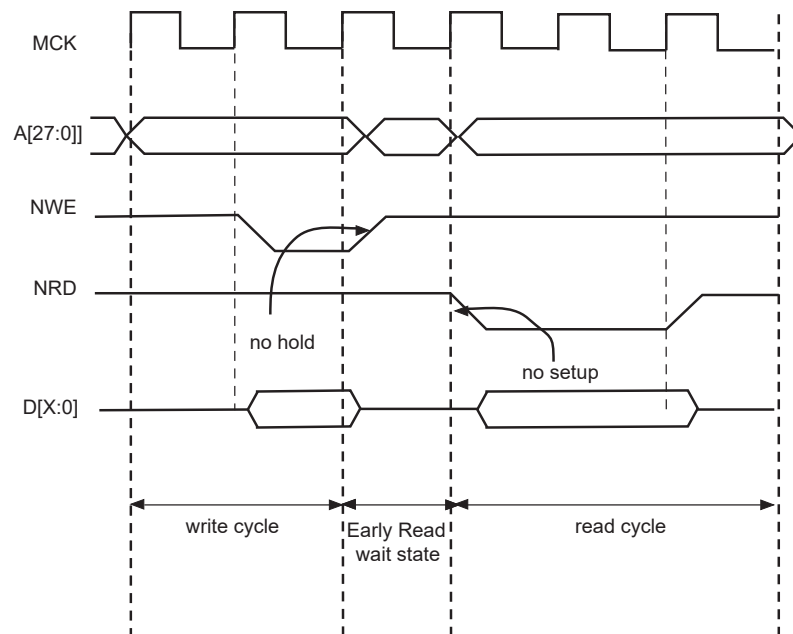 MCK
A[27:0]]
NWE
NRD
no hold
no setup
D[X:0]
write cycle
Early Read
wait state
read cycle